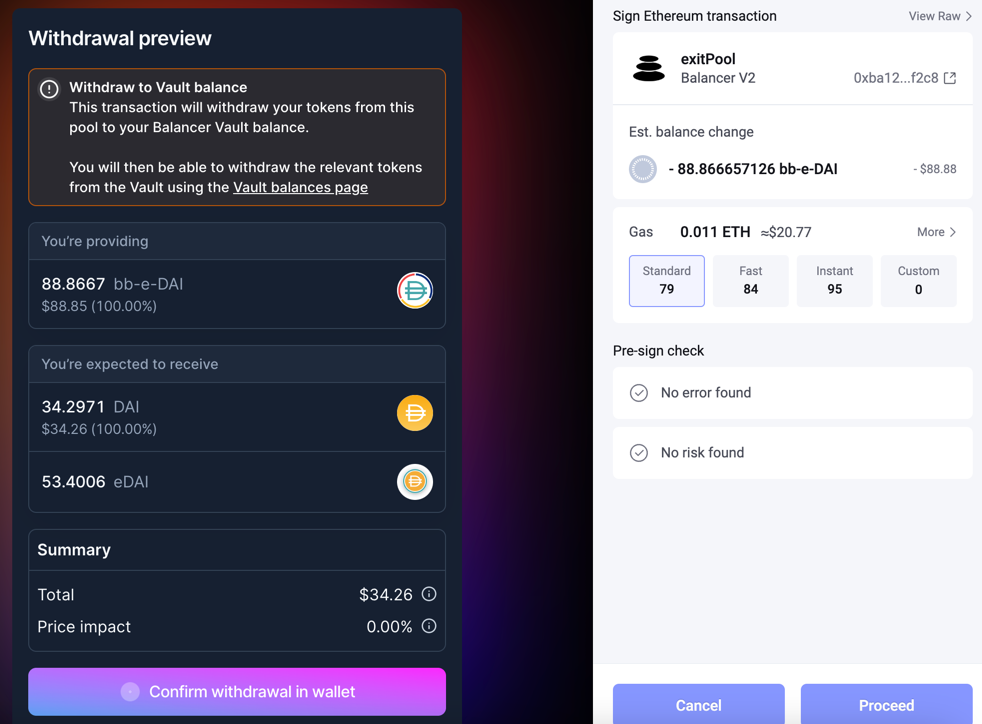 Withdrawal preview
Withdraw to Vault balance
This transaction will withdraw your tokens from this
pool to your Balancer Vault balance.
You will then be able to withdraw the relevant tokens
from the Vault using the Vault balances page
You're providing
88.8667 bb-e-DAI
$88.85 (100.00%)
You're expected to receive
34.2971 DAI
$34.26 (100.00%)
53.4006 eDAI
Summary
Total $34.26
Price impact 0.00%
Confirm withdrawal in wallet
Sign Ethereum transaction View Raw
exitPool
Balancer V2 0xba12...f2c8
Est. balance change
- 88.866657126 bb-e-DAI - $88.88
Gas 0.011 ETH ≈$20.77 More
Standard Fast Instant Custom
79 84 95 0
Pre-sign check
No error found
No risk found
Cancel Proceed